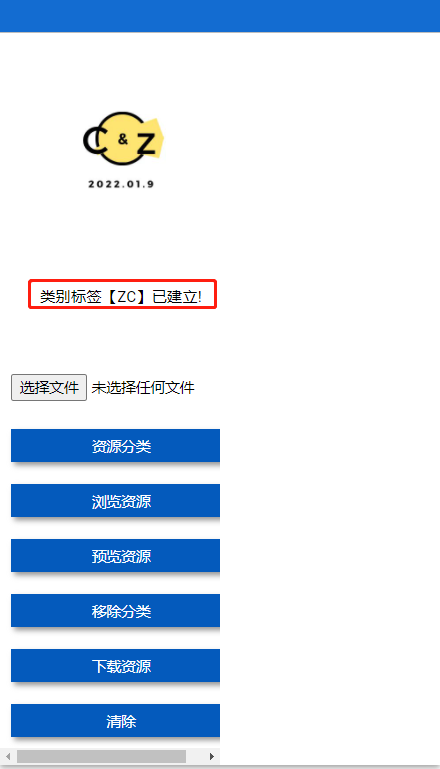 C & Z
2022.01.9
类别标签【ZC】已建立!
选择文件 未选择任何文件
资源分类
浏览资源
预览资源
移除分类
下载资源
清除